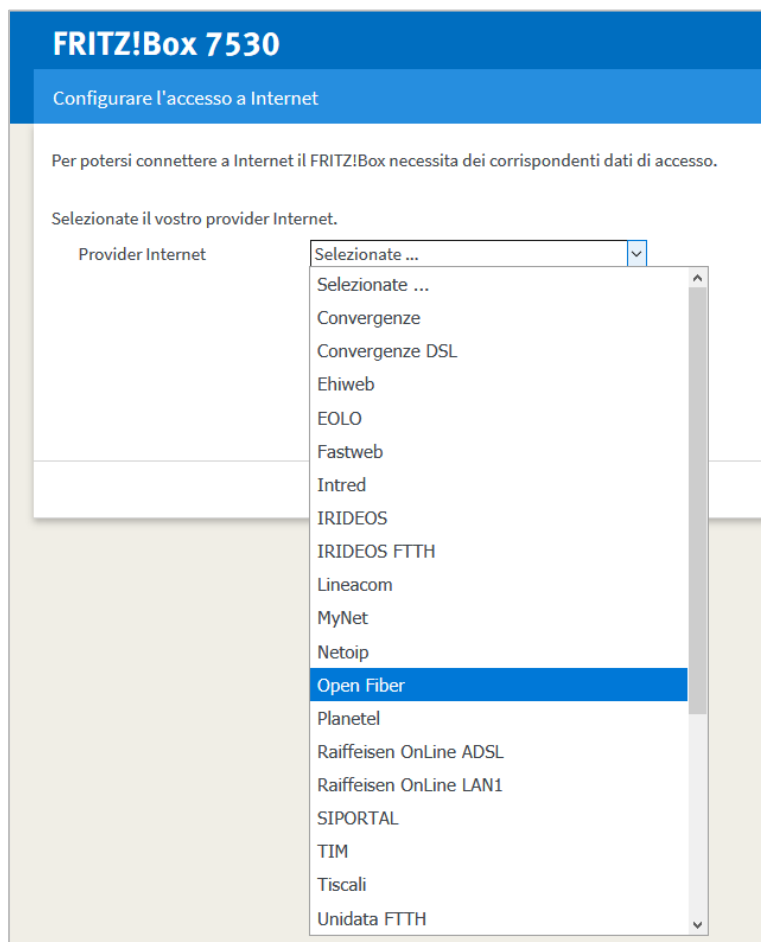 FRITZ!Box 7530
Configurare l'accesso a Internet
Per potersi connettere a Internet il FRITZ!Box necessita dei corrispondenti dati di accesso.
Selezionate il vostro provider Internet.
Provider Internet Selezionate ...
Selezionate ...
Convergenze
Convergenze DSL
Ehiweb
EOLO
Fastweb
Intred
IRIDEOS
IRIDEOS FTTH
Lineacom
MyNet
Netoip
Open Fiber
Planetel
Raiffeisen OnLine ADSL
Raiffeisen OnLine LAN1
SIPORTAL
TIM
Tiscali
Unidata FTTH